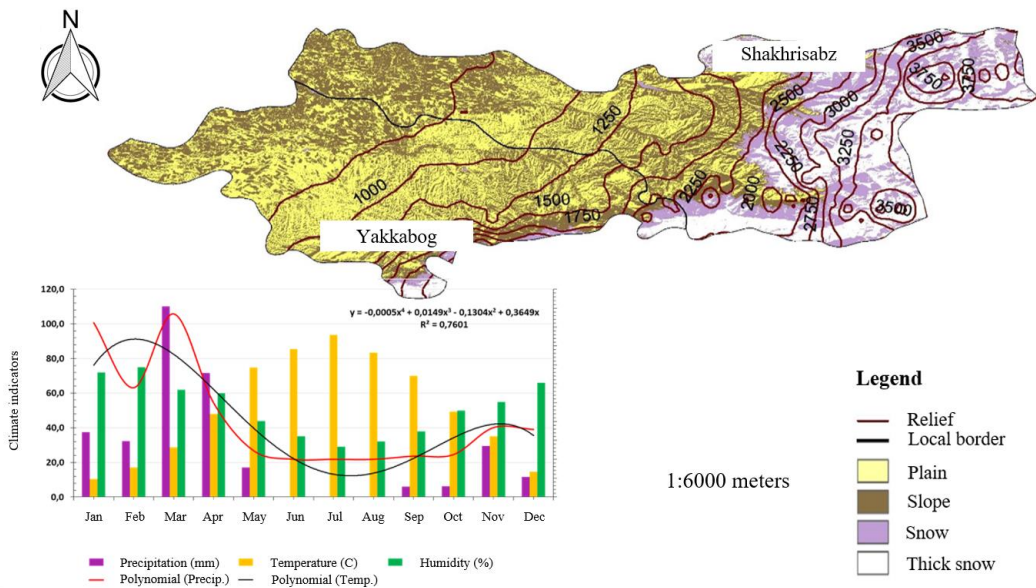 N
Shakhrisabz
Yakkabog
3500
3750
3750
2500
3000
2250
3250
1250
1000
1500
1750
2250
2000
2750
3500
120,0
100,0
80,0
60,0
40,0
20,0
0,0
Climate indicators
y = -0,0005x⁴ + 0,0149x³ - 0,1304x² + 0,3649x
R² = 0,7601
Jan Feb Mar Apr May Jun Jul Aug Sep Oct Nov Dec
Precipitation (mm) Temperature (C) Humidity (%)
Polynomial (Precip.) Polynomial (Temp.)
1:6000 meters
Legend
Relief
Local border
Plain
Slope
Snow
Thick snow